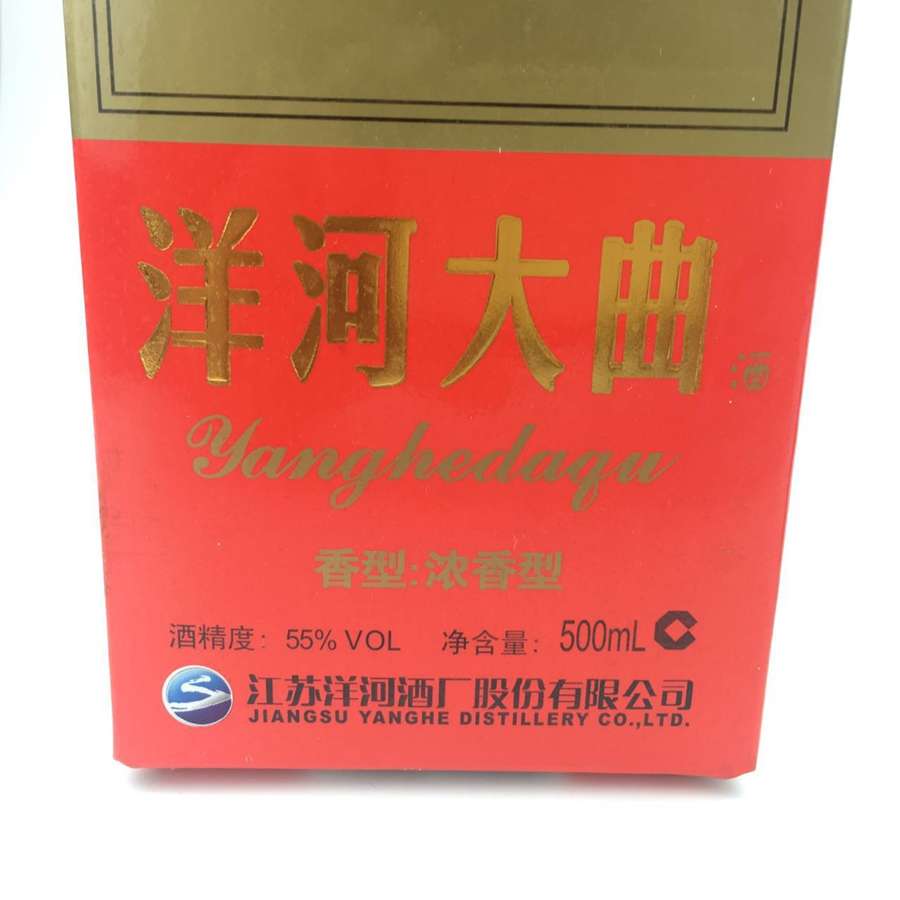 洋河大曲酒
Yanghedaqu
香型:浓香型
酒精度: 55% VOL 净含量: 500mL
江苏洋河酒厂股份有限公司
JIANGSU YANGHE DISTILLERY CO.,LTD.